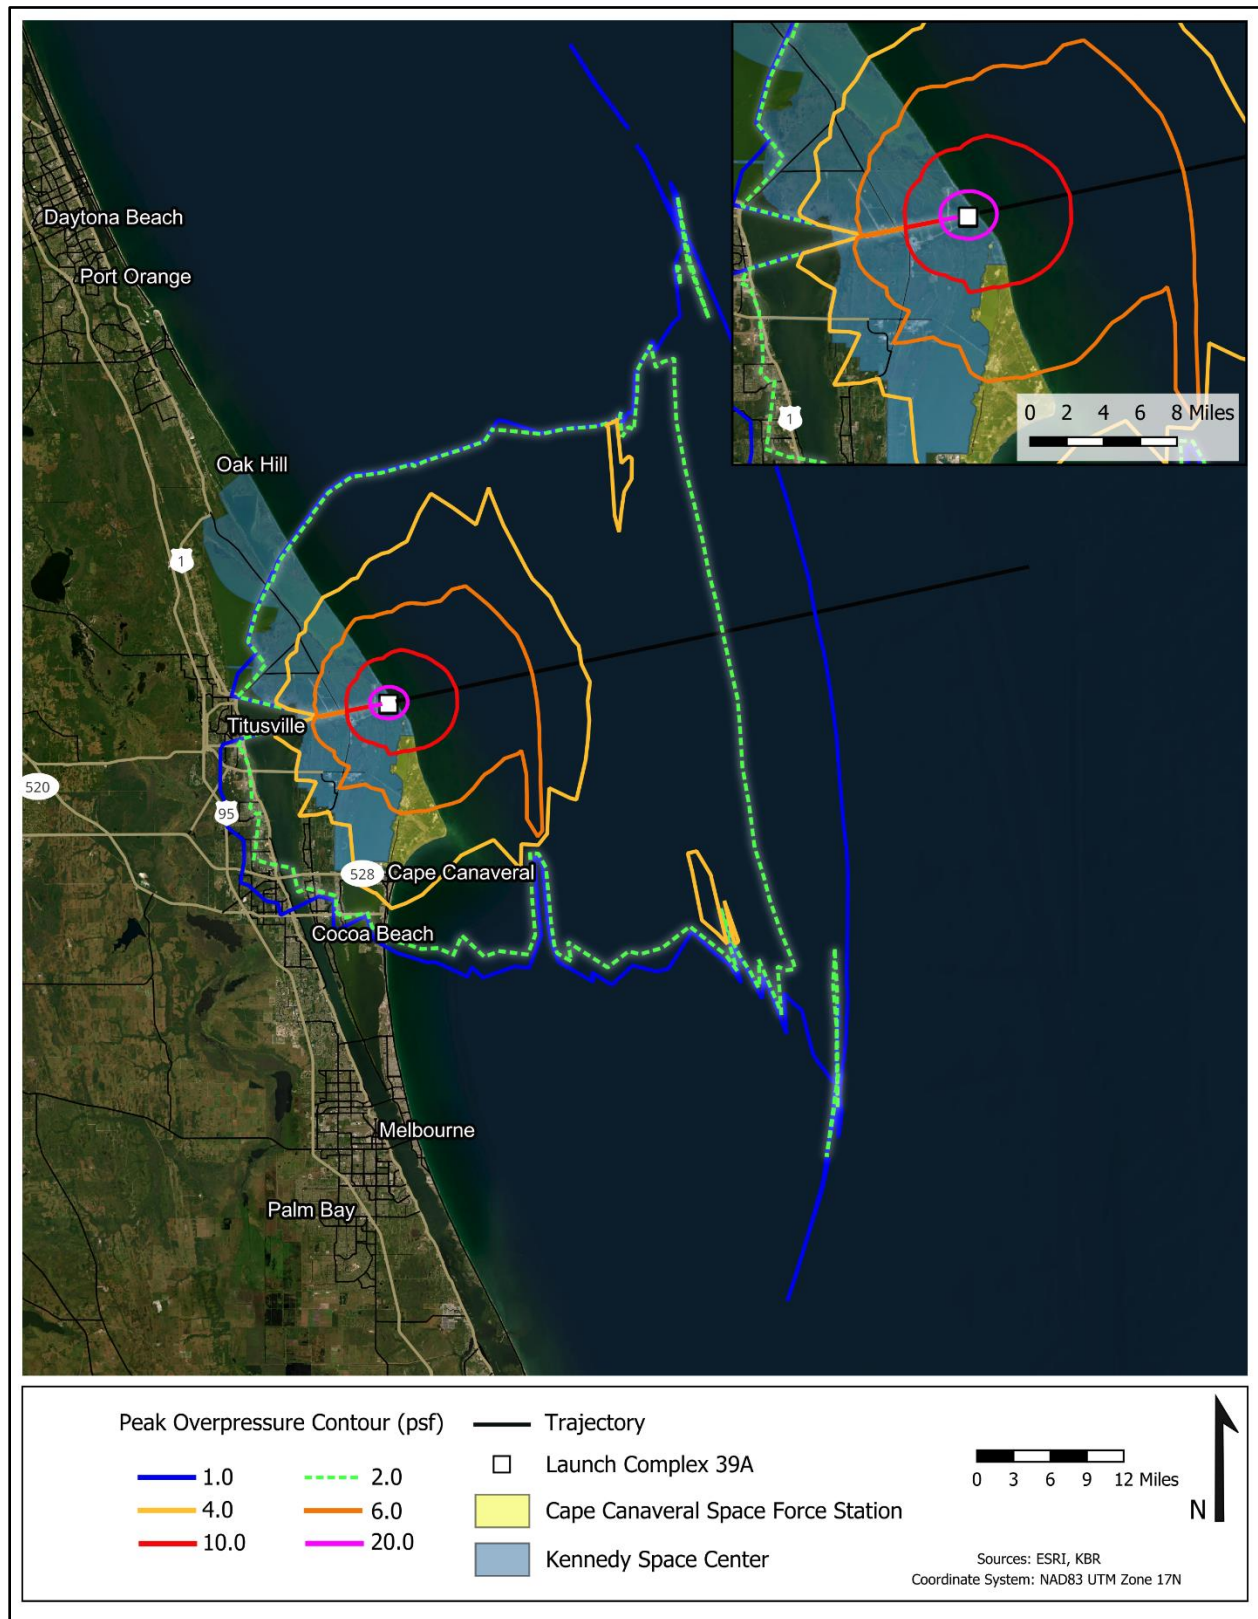 Daytona Beach
Port Orange
Oak Hill
1
Titusville
520
95
528
Cape Canaveral
Cocoa Beach
Melbourne
Palm Bay
1
0 2 4 6 8 Miles
Peak Overpressure Contour (psf)
1.0
2.0
4.0
6.0
10.0
20.0
Trajectory
Launch Complex 39A
Cape Canaveral Space Force Station
Kennedy Space Center
0 3 6 9 12 Miles
N
Sources: ESRI, KBR
Coordinate System: NAD83 UTM Zone 17N